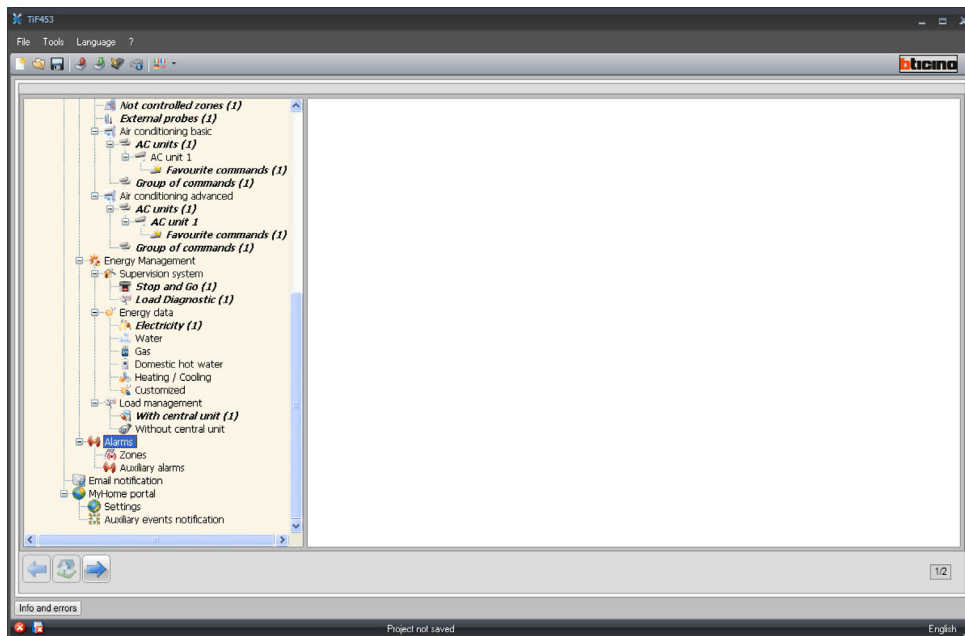 TiF453
File Tools Language ?
bticino
Not controlled zones (1)
External probes (1)
Air conditioning basic
AC units (1)
AC unit 1
Favourite commands (1)
Group of commands (1)
Air conditioning advanced
AC units (1)
AC unit 1
Favourite commands (1)
Group of commands (1)
Energy Management
Supervision system
Stop and Go (1)
Load Diagnostic (1)
Energy data
Electricity (1)
Water
Gas
Domestic hot water
Heating / Cooling
Customized
Load management
With central unit (1)
Without central unit
Alarms
Zones
Auxiliary alarms
Email notification
MyHome portal
Settings
Auxiliary events notification
1/2
Info and errors
Project not saved English